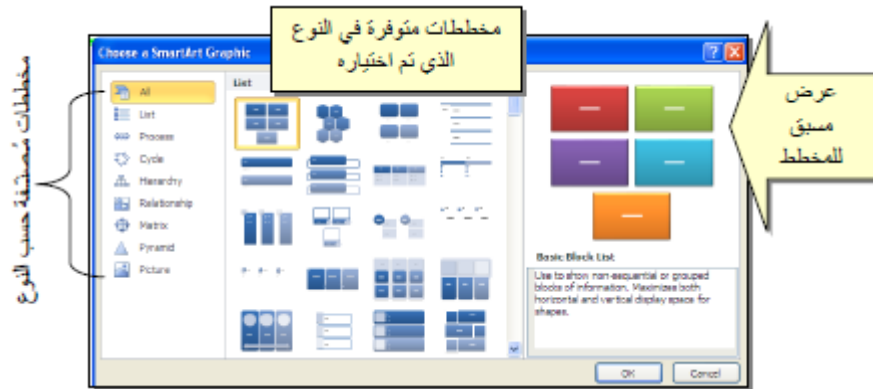 مخططات متوفرة في النوع
الذي تم اختياره
Choose a SmartArt Graphic
مخططات مُصنّفة حسب النوع
All
List
Process
Cycle
Hierarchy
Relationship
Matrix
Pyramid
Picture
List
عرض
مسبق
للمخطط
Basic Block List
Use to show non-sequential or grouped
blocks of information. Maximizes both
horizontal and vertical display space for
shapes.
OK
Cancel